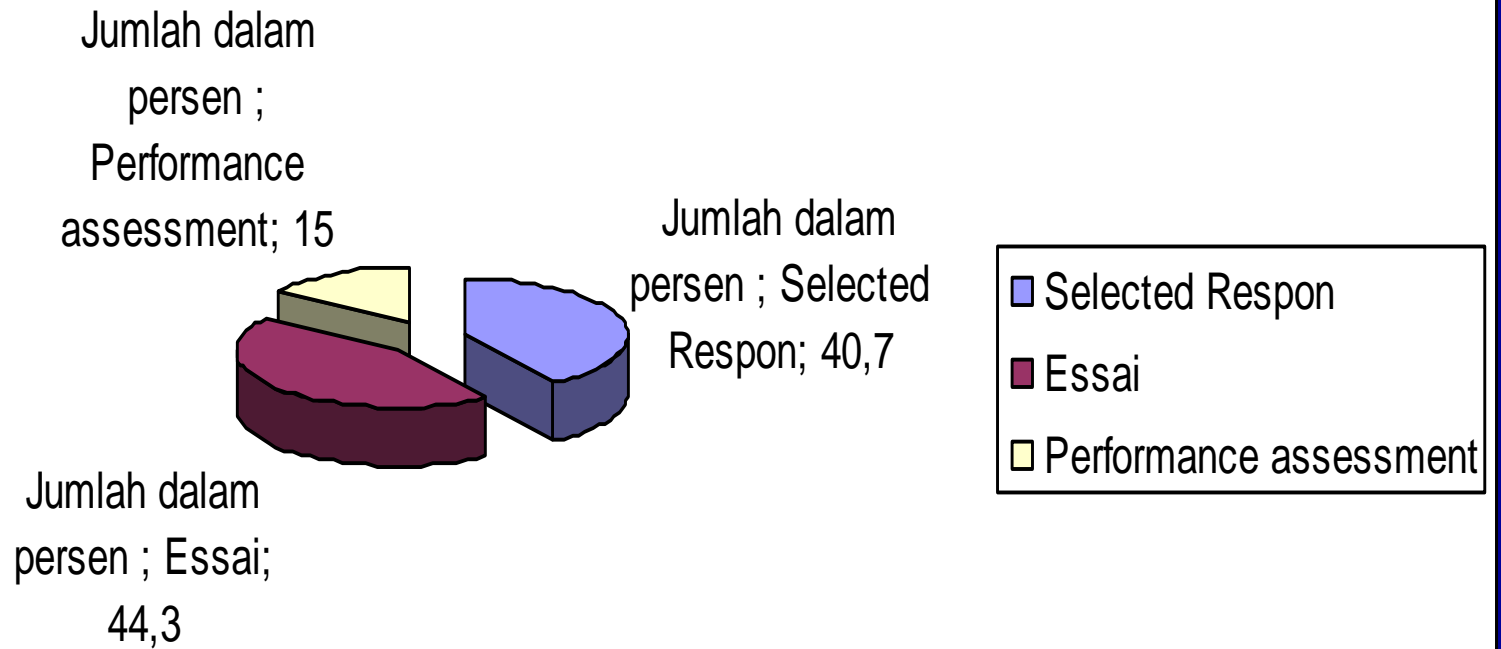 Jumlah dalam
persen ;
Performance
assessment; 15
Jumlah dalam
persen ; Selected
Respon; 40,7
Jumlah dalam
persen ; Essai;
44,3
Selected Respon
Essai
Performance assessment